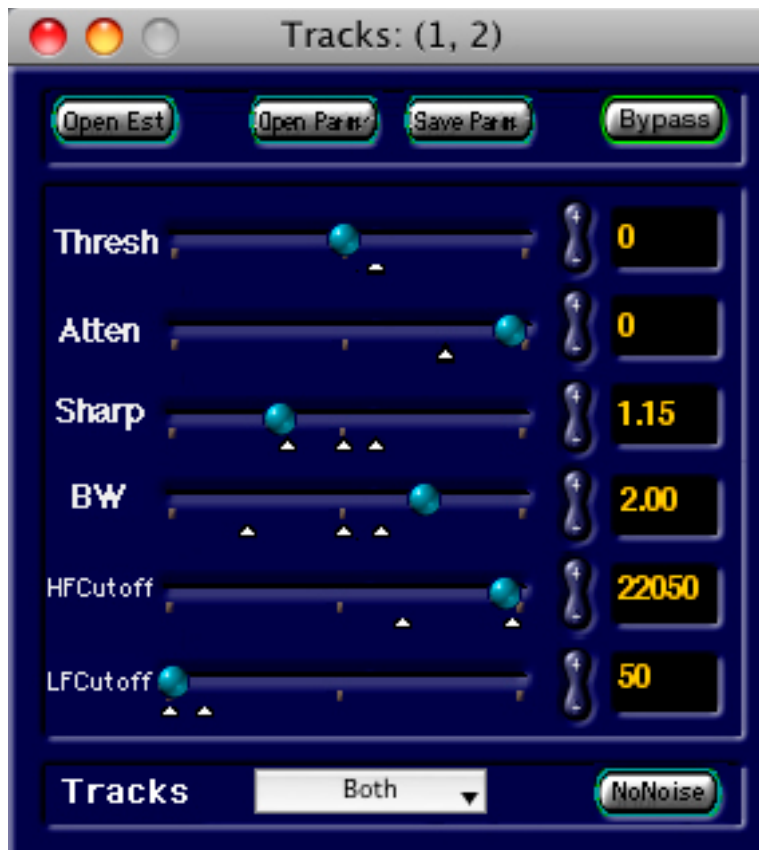 Tracks: (1, 2)
Open Est Open Parms Save Parm Bypass
Thresh 0
Atten 0
Sharp 1.15
BW 2.00
HFCutoff 22050
LFCutoff 50
Tracks Both NoNoise